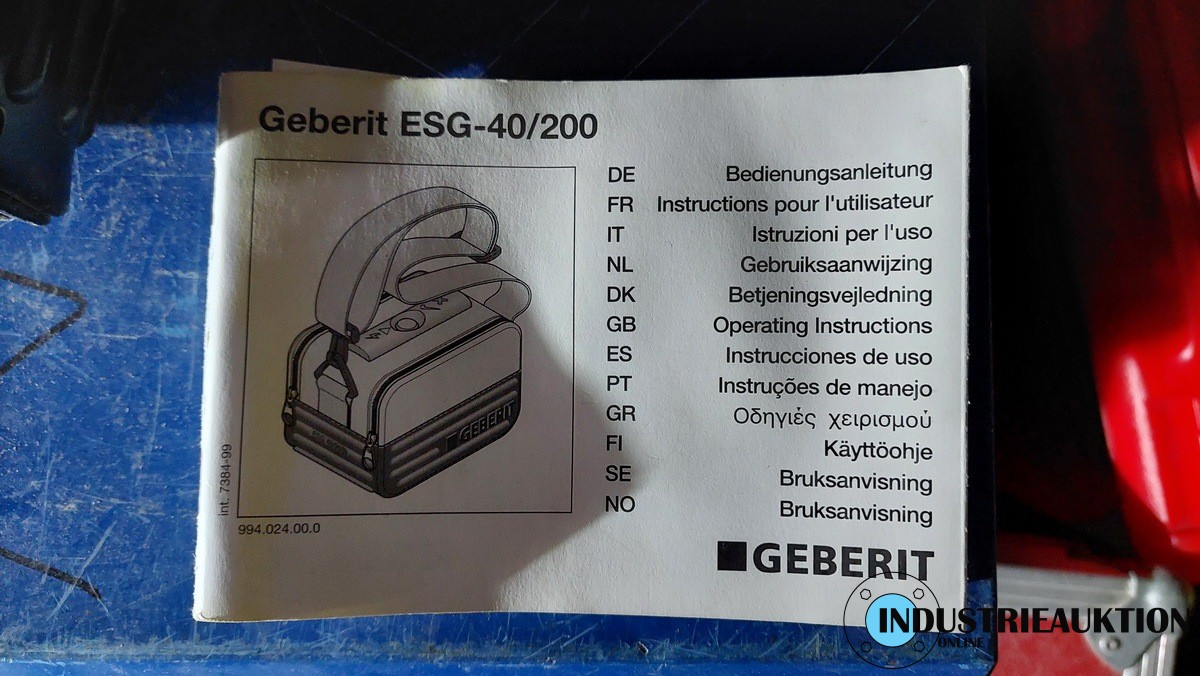 Geberit ESG-40/200
DE Bedienungsanleitung
FR Instructions pour l'utilisateur
IT Istruzioni per l'uso
NL Gebruiksaanwijzing
DK Betjeningsvejledning
GB Operating Instructions
ES Instrucciones de uso
PT Instruções de manejo
GR Οδηγιές χειρισμού
FI Käyttöohje
SE Bruksanvisning
NO Bruksanvisning
GEBERIT
int. 7384-99
994.024.00.0
GEBERIT
INDUSTRIEAUKTION
ONLINE